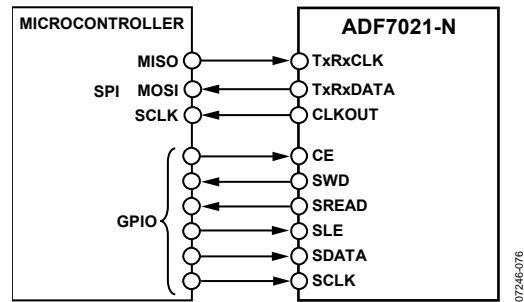 MICROCONTROLLER
ADF7021-N
MISO TxRxCLK
SPI MOSI TxRxDATA
SCLK CLKOUT
CE
SWD
SREAD
GPIO
SLE
SDATA
SCLK
07246-076